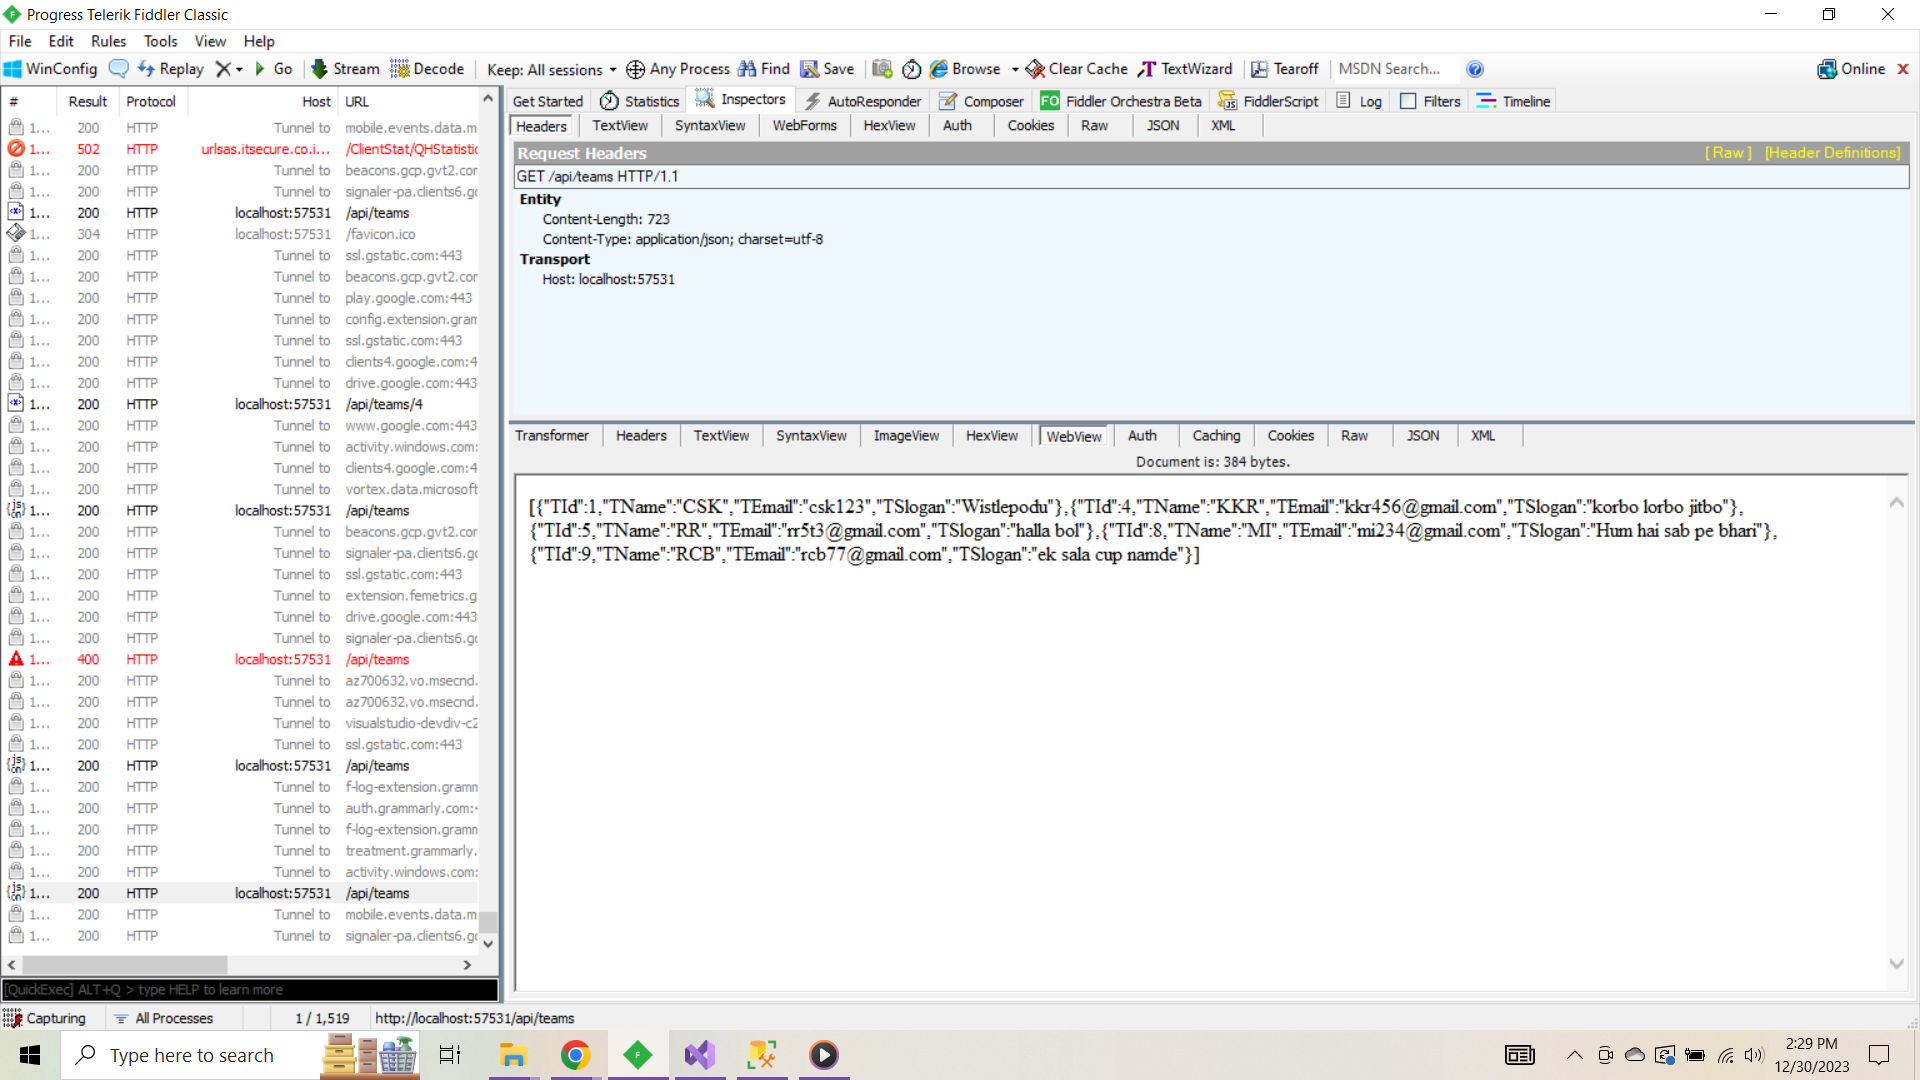 Progress Telerik Fiddler Classic
File Edit Rules Tools View Help
WinConfig Replay Go Stream Decode Keep: All sessions Any Process Find Save Browse Clear Cache TextWizard Tearoff MSDN Search... Online
Get Started Statistics Inspectors AutoResponder Composer FO Fiddler Orchestra Beta FiddlerScript Log Filters Timeline
Headers TextView SyntaxView WebForms HexView Auth Cookies Raw JSON XML
Request Headers [ Raw ] [Header Definitions]
GET /api/teams HTTP/1.1
Entity
Content-Length: 723
Content-Type: application/json; charset=utf-8
Transport
Host: localhost:57531
Transformer Headers TextView SyntaxView ImageView HexView WebView Auth Caching Cookies Raw JSON XML
Document is: 384 bytes.
[{"TId":1,"TName":"CSK","TEmail":"csk123","TSlogan":"Wistlepodu"},{"TId":4,"TName":"KKR","TEmail":"kkr456@gmail.com","TSlogan":"korbo lorbo jitbo"},
{"TId":5,"TName":"RR","TEmail":"rr5t3@gmail.com","TSlogan":"halla bol"},{"TId":8,"TName":"MI","TEmail":"mi234@gmail.com","TSlogan":"Hum hai sab pe bhari"},
{"TId":9,"TName":"RCB","TEmail":"rcb77@gmail.com","TSlogan":"ek sala cup namde"}]
# Result Protocol Host URL
1... 200 HTTP Tunnel to mobile.events.data.m
1... 502 HTTP urlsas.itsecure.co.i... /ClientStat/QHStatistic
1... 200 HTTP Tunnel to beacons.gcp.gvt2.cor
1... 200 HTTP Tunnel to signaler-pa.clients6.gc
1... 200 HTTP localhost:57531 /api/teams
1... 304 HTTP localhost:57531 /favicon.ico
1... 200 HTTP Tunnel to ssl.gstatic.com:443
1... 200 HTTP Tunnel to beacons.gcp.gvt2.cor
1... 200 HTTP Tunnel to play.google.com:443
1... 200 HTTP Tunnel to config.extension.gram
1... 200 HTTP Tunnel to ssl.gstatic.com:443
1... 200 HTTP Tunnel to clients4.google.com:4
1... 200 HTTP Tunnel to drive.google.com:443
1... 200 HTTP localhost:57531 /api/teams/4
1... 200 HTTP Tunnel to www.google.com:443
1... 200 HTTP Tunnel to activity.windows.com:
1... 200 HTTP Tunnel to clients4.google.com:4
1... 200 HTTP Tunnel to vortex.data.microsoft
1... 200 HTTP localhost:57531 /api/teams
1... 200 HTTP Tunnel to beacons.gcp.gvt2.cor
1... 200 HTTP Tunnel to signaler-pa.clients6.gc
1... 200 HTTP Tunnel to ssl.gstatic.com:443
1... 200 HTTP Tunnel to extension.femetrics.g
1... 200 HTTP Tunnel to drive.google.com:443
1... 200 HTTP Tunnel to signaler-pa.clients6.gc
1... 400 HTTP localhost:57531 /api/teams
1... 200 HTTP Tunnel to az700632.vo.msecnd.
1... 200 HTTP Tunnel to az700632.vo.msecnd.
1... 200 HTTP Tunnel to visualstudio-devdiv-c2
1... 200 HTTP Tunnel to ssl.gstatic.com:443
1... 200 HTTP localhost:57531 /api/teams
1... 200 HTTP Tunnel to f-log-extension.gramm
1... 200 HTTP Tunnel to auth.grammarly.com:4
1... 200 HTTP Tunnel to f-log-extension.gramm
1... 200 HTTP Tunnel to treatment.grammarly.
1... 200 HTTP Tunnel to activity.windows.com:
1... 200 HTTP localhost:57531 /api/teams
1... 200 HTTP Tunnel to mobile.events.data.m
1... 200 HTTP Tunnel to signaler-pa.clients6.gc
[QuickExec] ALT+Q > type HELP to learn more
Capturing All Processes 1 / 1,519 http://localhost:57531/api/teams
Type here to search
2:29 PM
12/30/2023